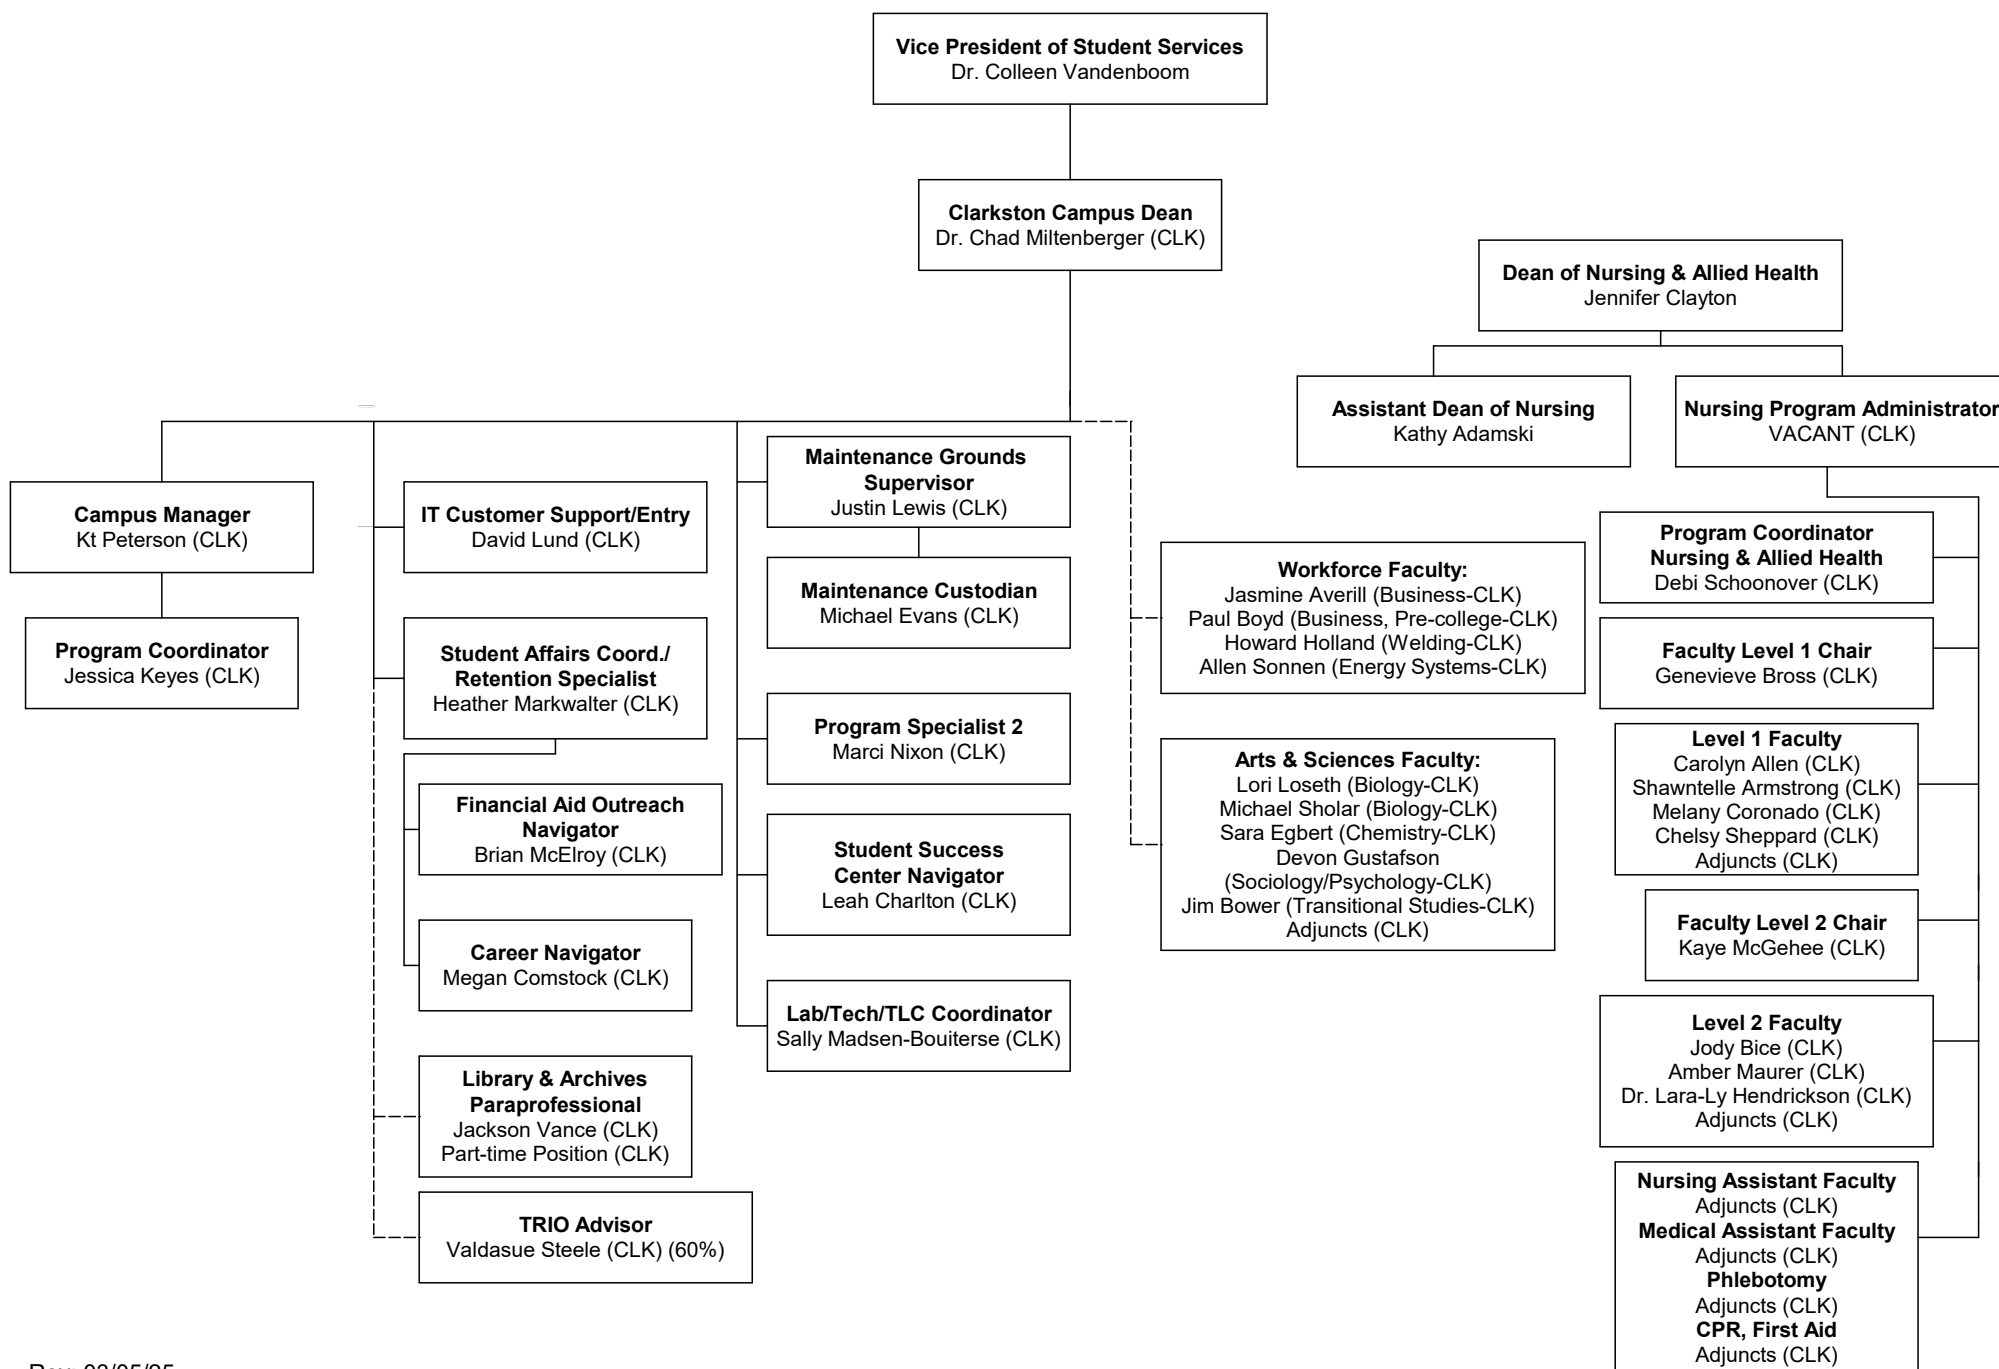 Vice President of Student Services
Dr. Colleen Vandenboom
Clarkston Campus Dean
Dr. Chad Miltenberger (CLK)
Dean of Nursing & Allied Health
Jennifer Clayton
Assistant Dean of Nursing
Kathy Adamski
Nursing Program Administrator
VACANT (CLK)
Campus Manager
Kt Peterson (CLK)
Program Coordinator
Jessica Keyes (CLK)
IT Customer Support/Entry
David Lund (CLK)
Student Affairs Coord./
Retention Specialist
Heather Markwalter (CLK)
Financial Aid Outreach
Navigator
Brian McElroy (CLK)
Career Navigator
Megan Comstock (CLK)
Library & Archives
Paraprofessional
Jackson Vance (CLK)
Part-time Position (CLK)
TRIO Advisor
Valdasue Steele (CLK) (60%)
Maintenance Grounds
Supervisor
Justin Lewis (CLK)
Maintenance Custodian
Michael Evans (CLK)
Program Specialist 2
Marci Nixon (CLK)
Student Success
Center Navigator
Leah Charlton (CLK)
Lab/Tech/TLC Coordinator
Sally Madsen-Bouiterse (CLK)
Workforce Faculty:
Jasmine Averill (Business-CLK)
Paul Boyd (Business, Pre-college-CLK)
Howard Holland (Welding-CLK)
Allen Sonnen (Energy Systems-CLK)
Arts & Sciences Faculty:
Lori Loseth (Biology-CLK)
Michael Sholar (Biology-CLK)
Sara Egbert (Chemistry-CLK)
Devon Gustafson
(Sociology/Psychology-CLK)
Jim Bower (Transitional Studies-CLK)
Adjuncts (CLK)
Program Coordinator
Nursing & Allied Health
Debi Schoonover (CLK)
Faculty Level 1 Chair
Genevieve Bross (CLK)
Level 1 Faculty
Carolyn Allen (CLK)
Shawntelle Armstrong (CLK)
Melany Coronado (CLK)
Chelsy Sheppard (CLK)
Adjuncts (CLK)
Faculty Level 2 Chair
Kaye McGehee (CLK)
Level 2 Faculty
Jody Bice (CLK)
Amber Maurer (CLK)
Dr. Lara-Ly Hendrickson (CLK)
Adjuncts (CLK)
Nursing Assistant Faculty
Adjuncts (CLK)
Medical Assistant Faculty
Adjuncts (CLK)
Phlebotomy
Adjuncts (CLK)
CPR, First Aid
Adjuncts (CLK)